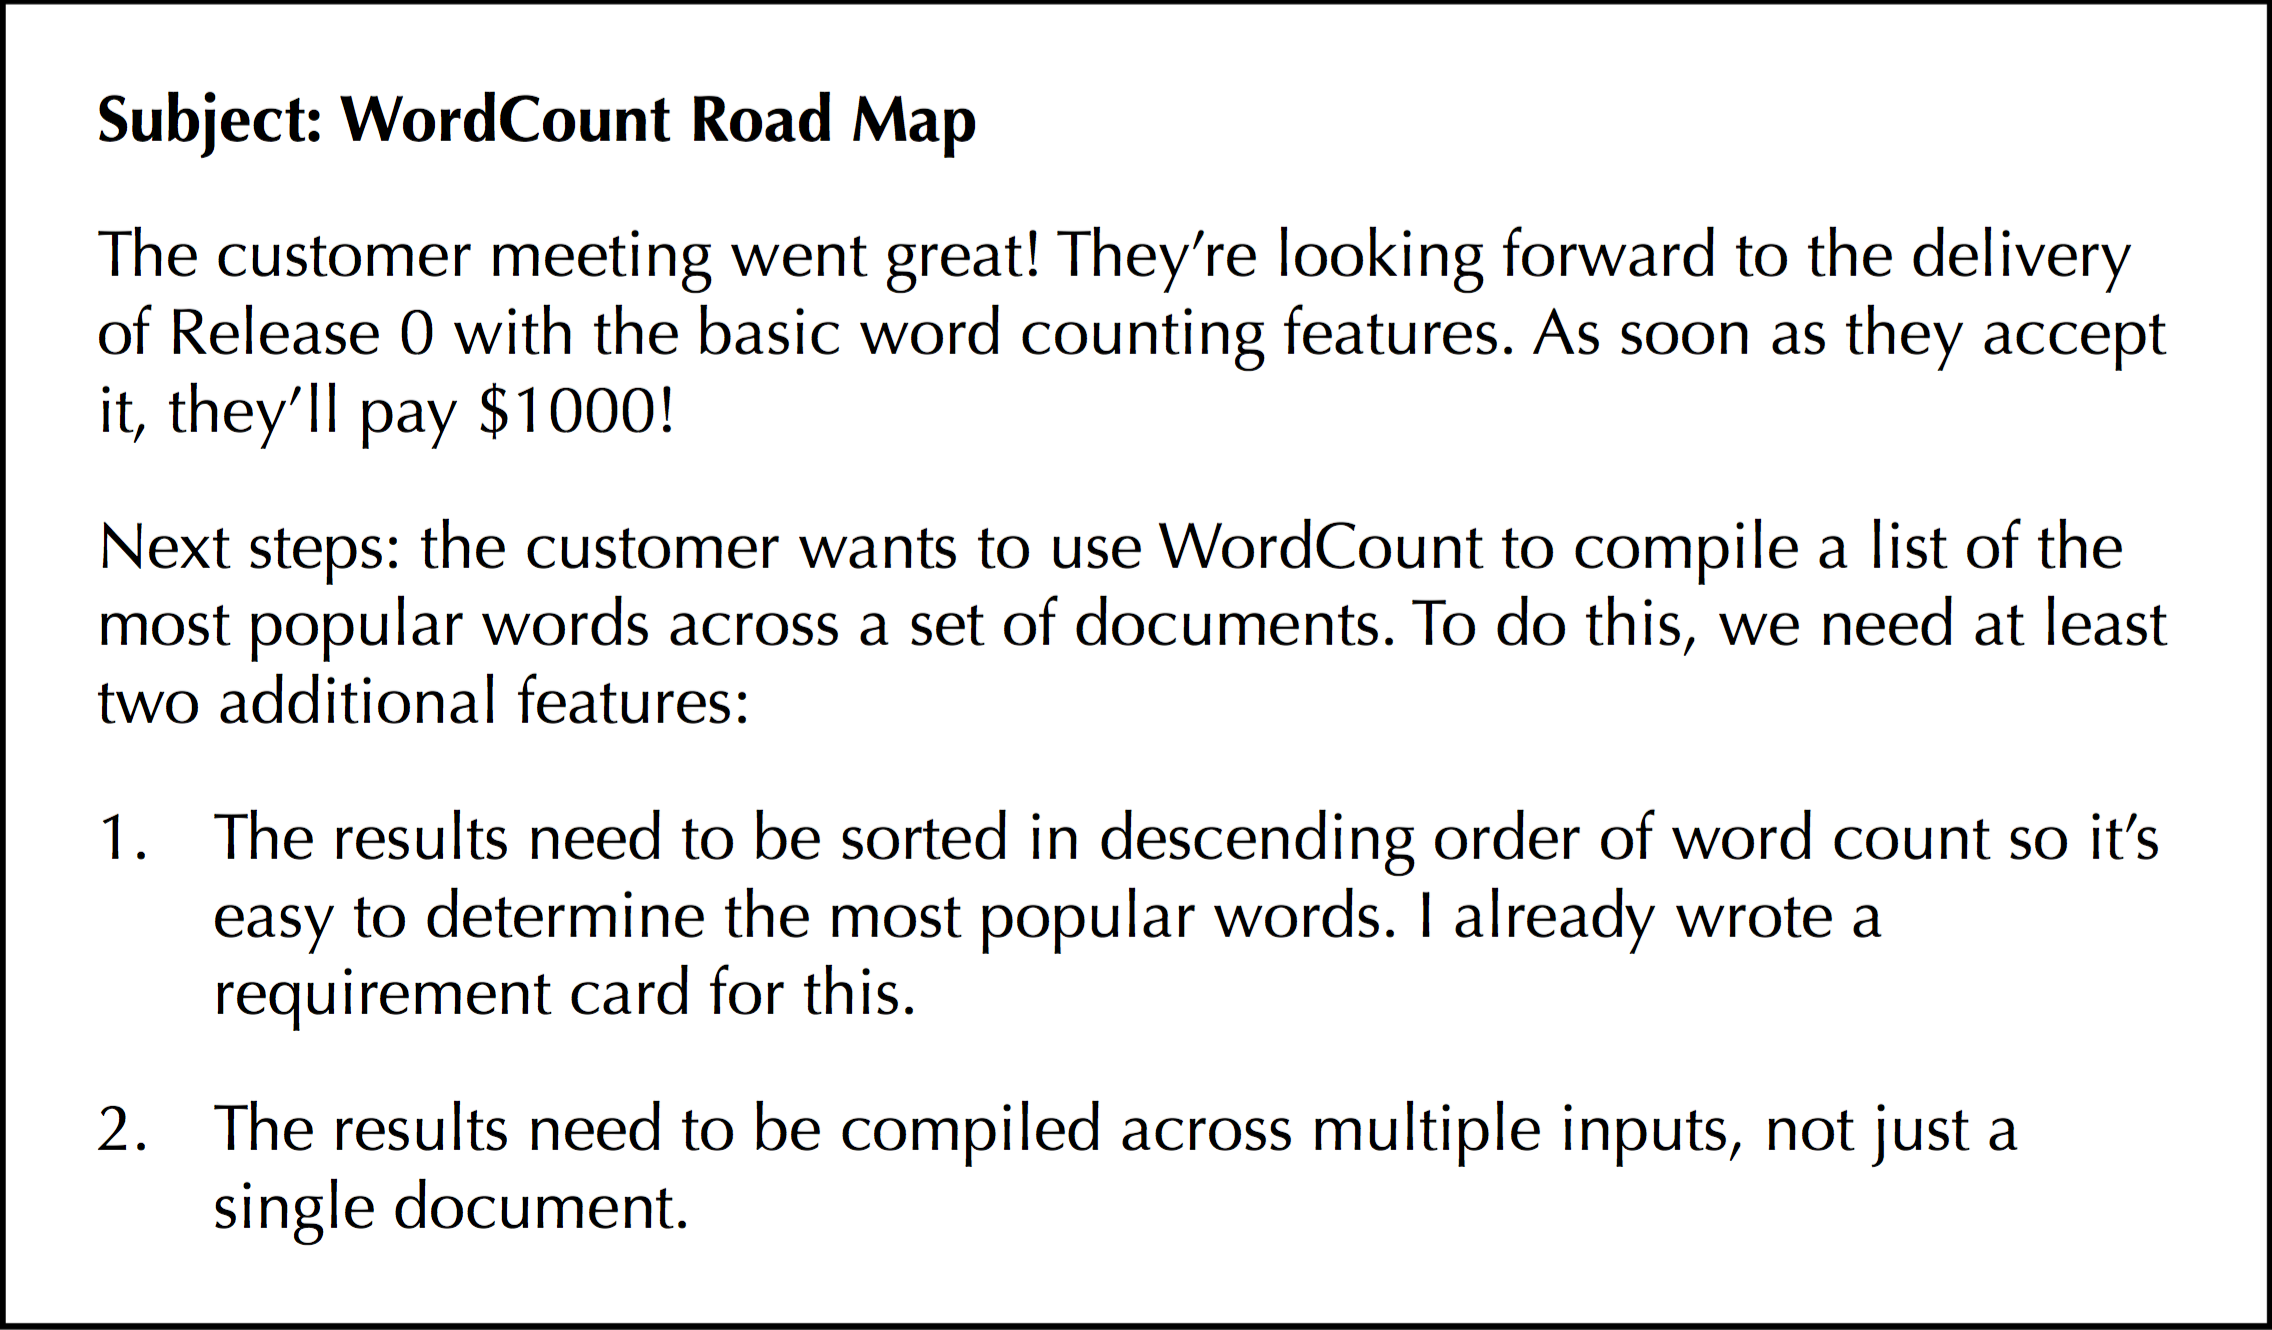 Subject: WordCount Road Map
The customer meeting went great! They’re looking forward to the delivery
of Release 0 with the basic word counting features. As soon as they accept
it, they’ll pay $1000!
Next steps: the customer wants to use WordCount to compile a list of the
most popular words across a set of documents. To do this, we need at least
two additional features:
1. The results need to be sorted in descending order of word count so it’s
easy to determine the most popular words. I already wrote a
requirement card for this.
2. The results need to be compiled across multiple inputs, not just a
single document.